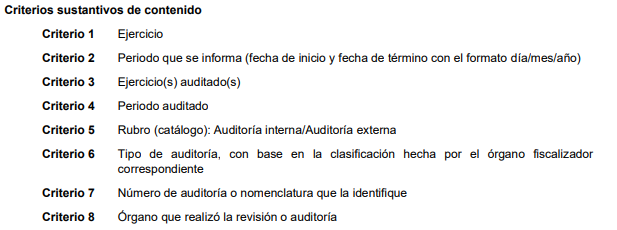 Criterios sustantivos de contenido
Criterio 1 Ejercicio
Criterio 2 Periodo que se informa (fecha de inicio y fecha de término con el formato día/mes/año)
Criterio 3 Ejercicio(s) auditado(s)
Criterio 4 Periodo auditado
Criterio 5 Rubro (catálogo): Auditoría interna/Auditoría externa
Criterio 6 Tipo de auditoría, con base en la clasificación hecha por el órgano fiscalizador
correspondiente
Criterio 7 Número de auditoría o nomenclatura que la identifique
Criterio 8 Órgano que realizó la revisión o auditoría